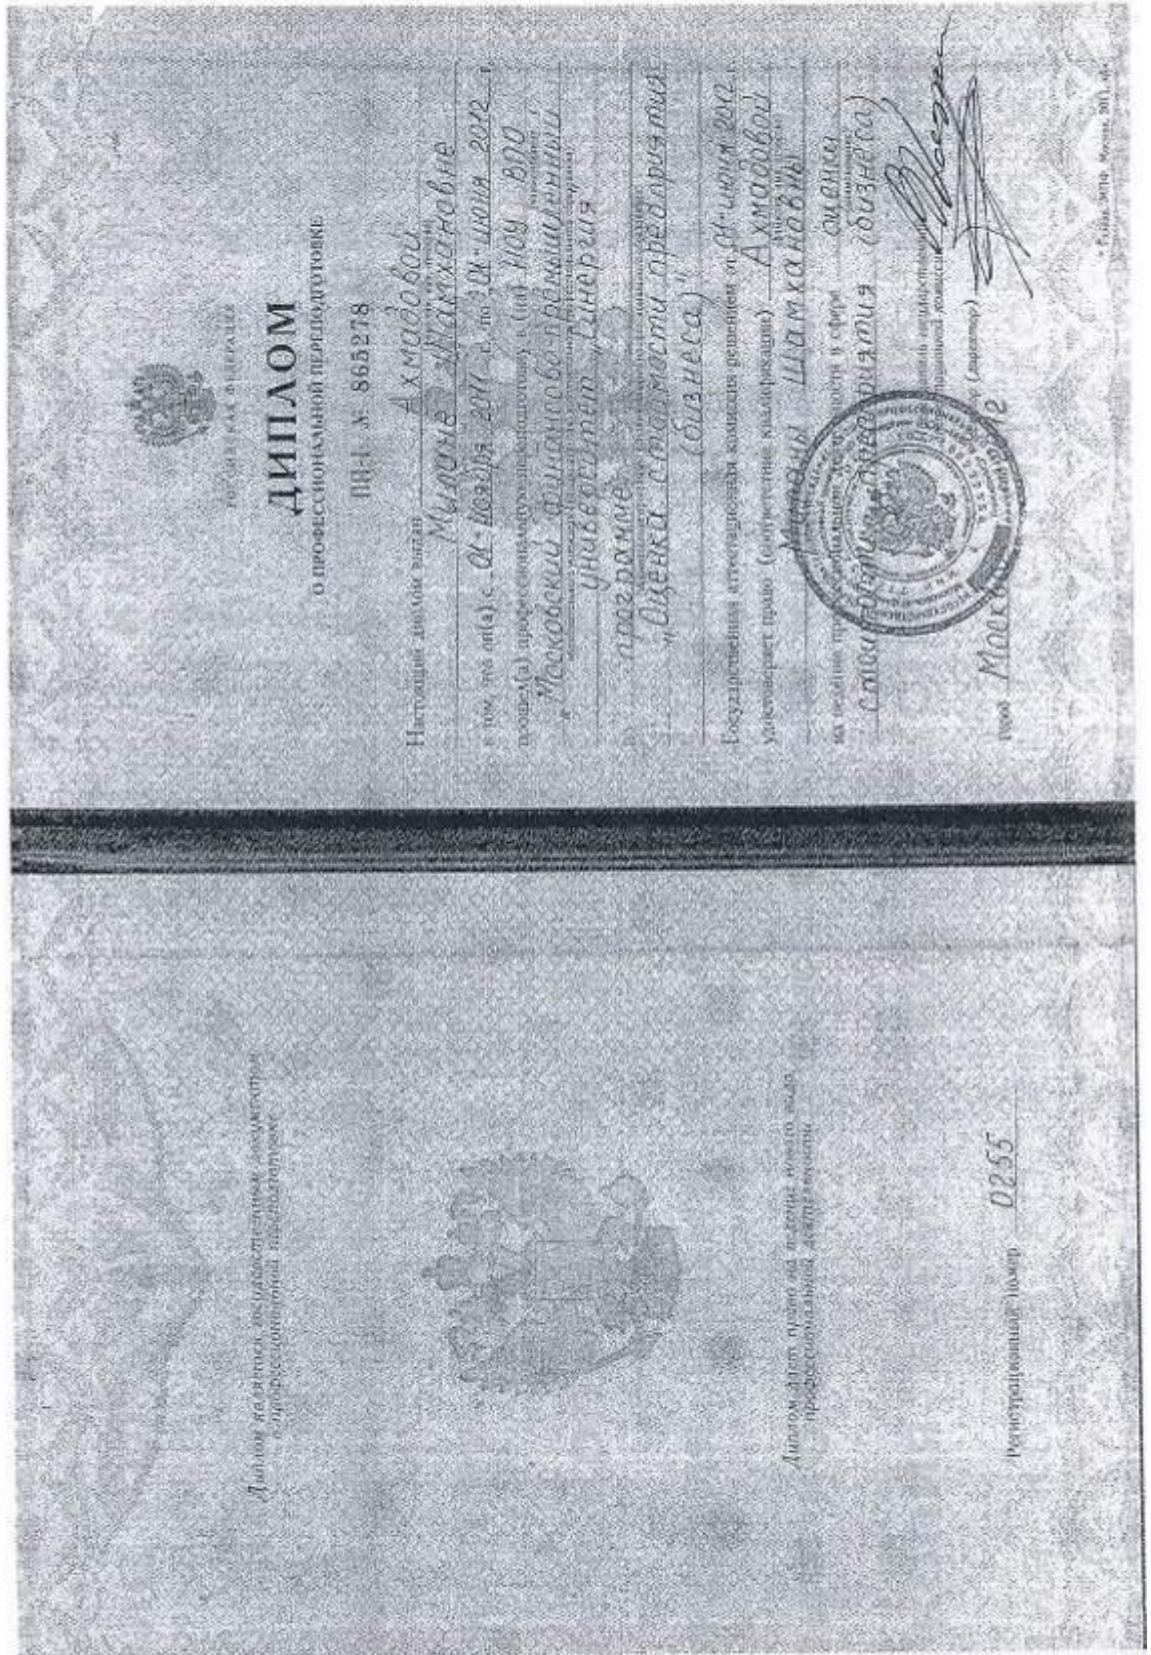 Диплом является государственным документом
о профессиональной переподготовке
Диплом дает право на ведение нового вида
профессиональной деятельности
Регистрационный номер 0255
РОССИЙСКАЯ ФЕДЕРАЦИЯ
ДИПЛОМ
О ПРОФЕССИОНАЛЬНОЙ ПЕРЕПОДГОТОВКЕ
ПП-I № 865278
Настоящий диплом выдан Ахмадовой
Милане Шамхановне
в том, что он(а) с 01 ноября 2011 г. по 01 июня 2012 г.
прошел(а) профессиональную переподготовку в (на) НОУ ВПО
"Московский финансово-промышленный
университет "Синергия"
программе
"Оценка стоимости предприятия
(бизнеса)"
Государственная аттестационная комиссия решением от 01 июня 2012
удостоверяет право (соответствие квалификации) Ахмадовой
Миланы Шамхановны
на ведение профессиональной деятельности в сфере оценки
стоимости предприятия (бизнеса)
город Москва
(директор)